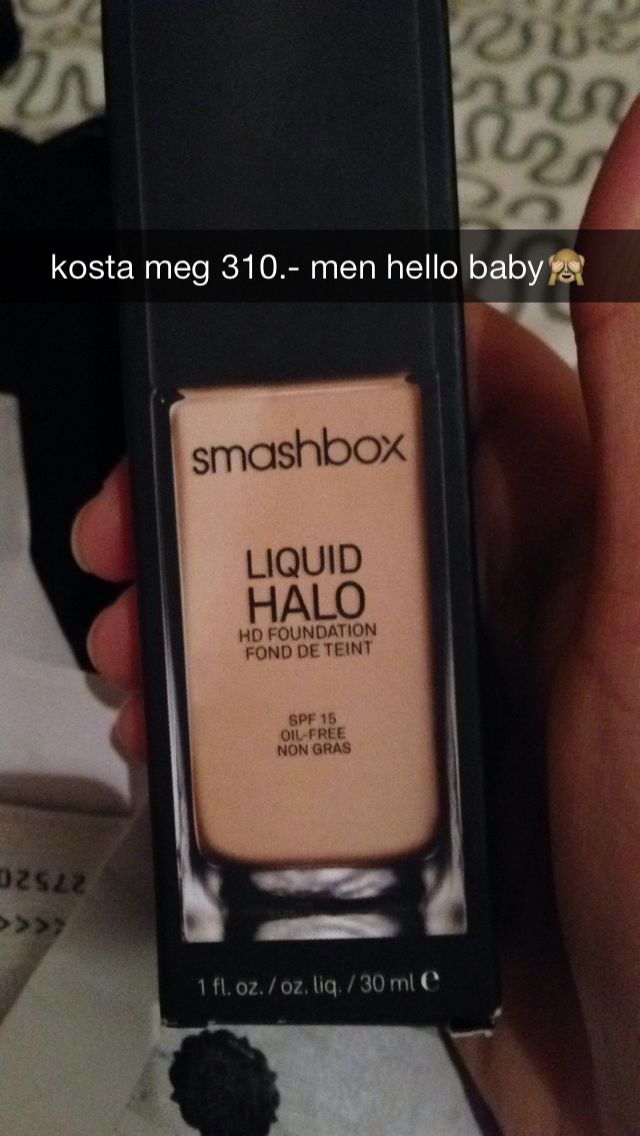 kosta meg 310.- men hello baby🙈
smashbox
LIQUID
HALO
HD FOUNDATION
FOND DE TEINT
SPF 15
OIL-FREE
NON GRAS
1 fl. oz. / oz. liq. / 30 ml ℮